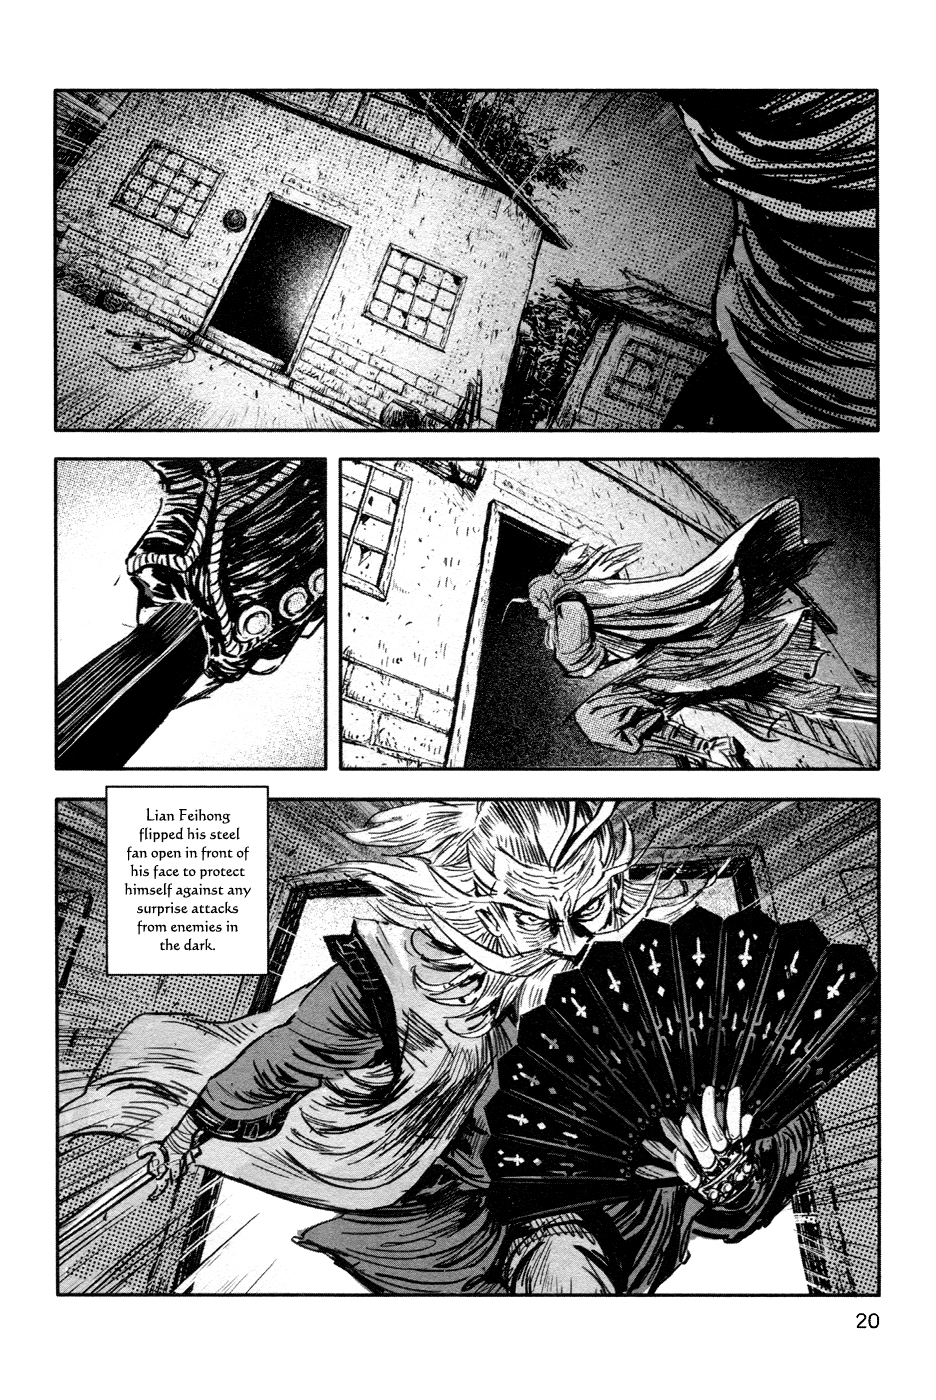 Lian Feihong
flipped his steel
fan open in front of
his face to protect
himself against any
surprise attacks
from enemies in
the dark.
20